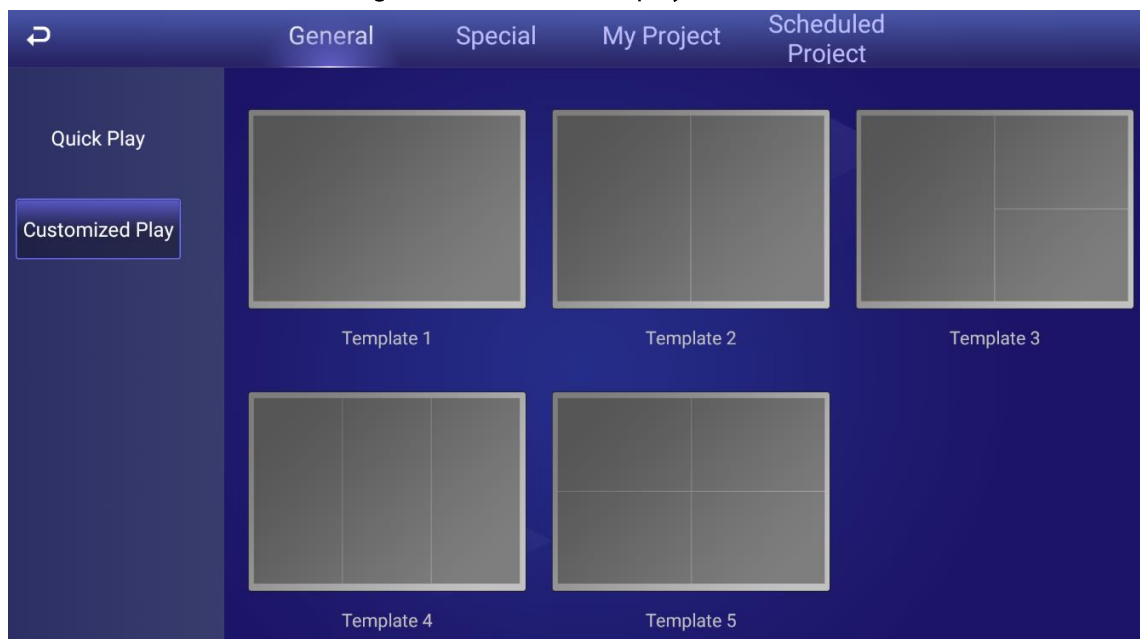 General
Special
My Project
Scheduled
Project
Quick Play
Customized Play
Template 1
Template 2
Template 3
Template 4
Template 5